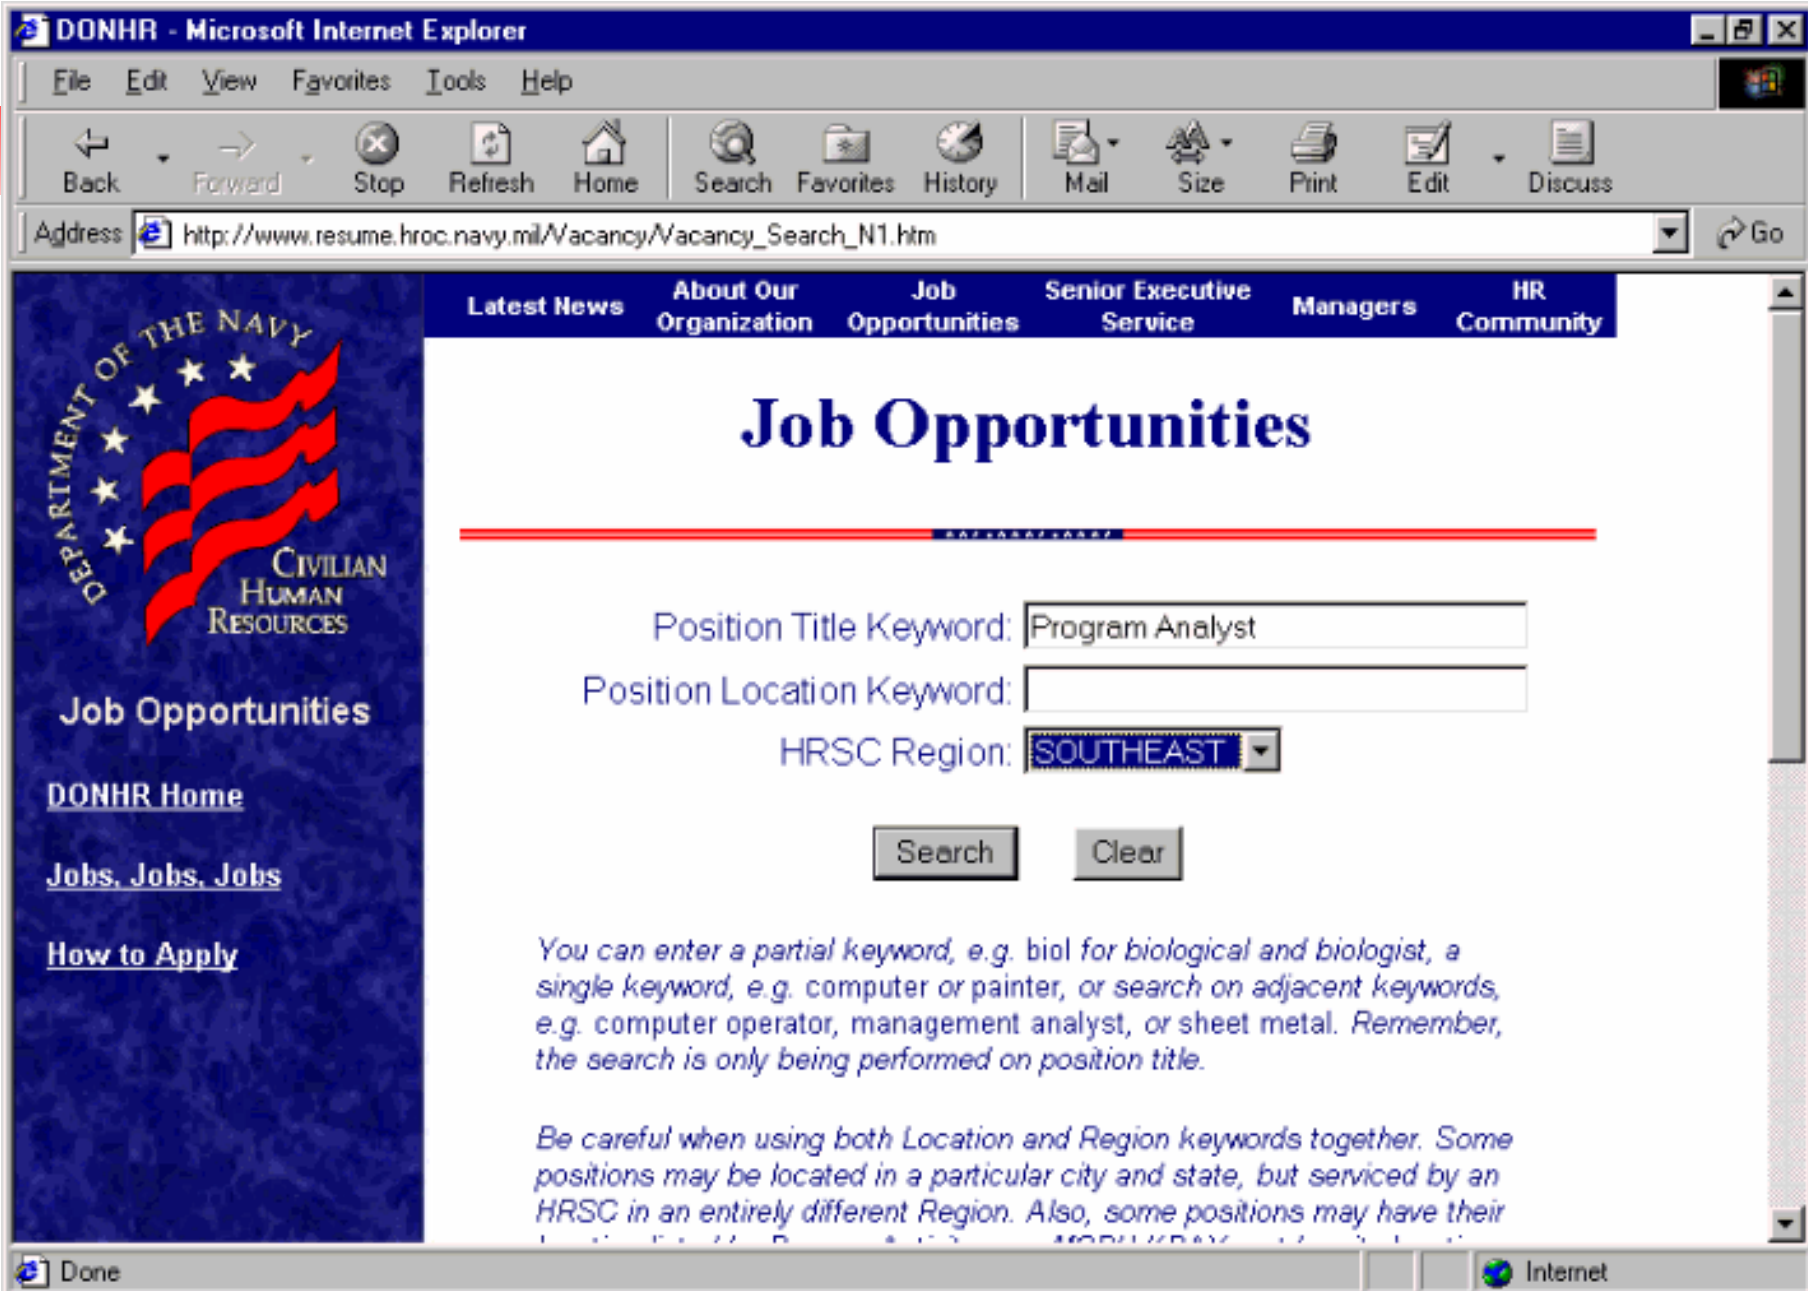 DONHR - Microsoft Internet Explorer
File Edit View Favorites Tools Help
Back Forward Stop Refresh Home Search Favorites History Mail Size Print Edit Discuss
Address http://www.resume.hroc.navy.mil/Vacancy/Vacancy_Search_N1.htm Go
DEPARTMENT OF THE NAVY
CIVILIAN
HUMAN
RESOURCES
Job Opportunities
DONHR Home
Jobs, Jobs, Jobs
How to Apply
Latest News About Our Organization Job Opportunities Senior Executive Service Managers HR Community
Job Opportunities
Position Title Keyword: Program Analyst
Position Location Keyword:
HRSC Region: SOUTHEAST
Search Clear
You can enter a partial keyword, e.g. biol for biological and biologist, a
single keyword, e.g. computer or painter, or search on adjacent keywords,
e.g. computer operator, management analyst, or sheet metal. Remember,
the search is only being performed on position title.
Be careful when using both Location and Region keywords together. Some
positions may be located in a particular city and state, but serviced by an
HRSC in an entirely different Region. Also, some positions may have their
Done Internet